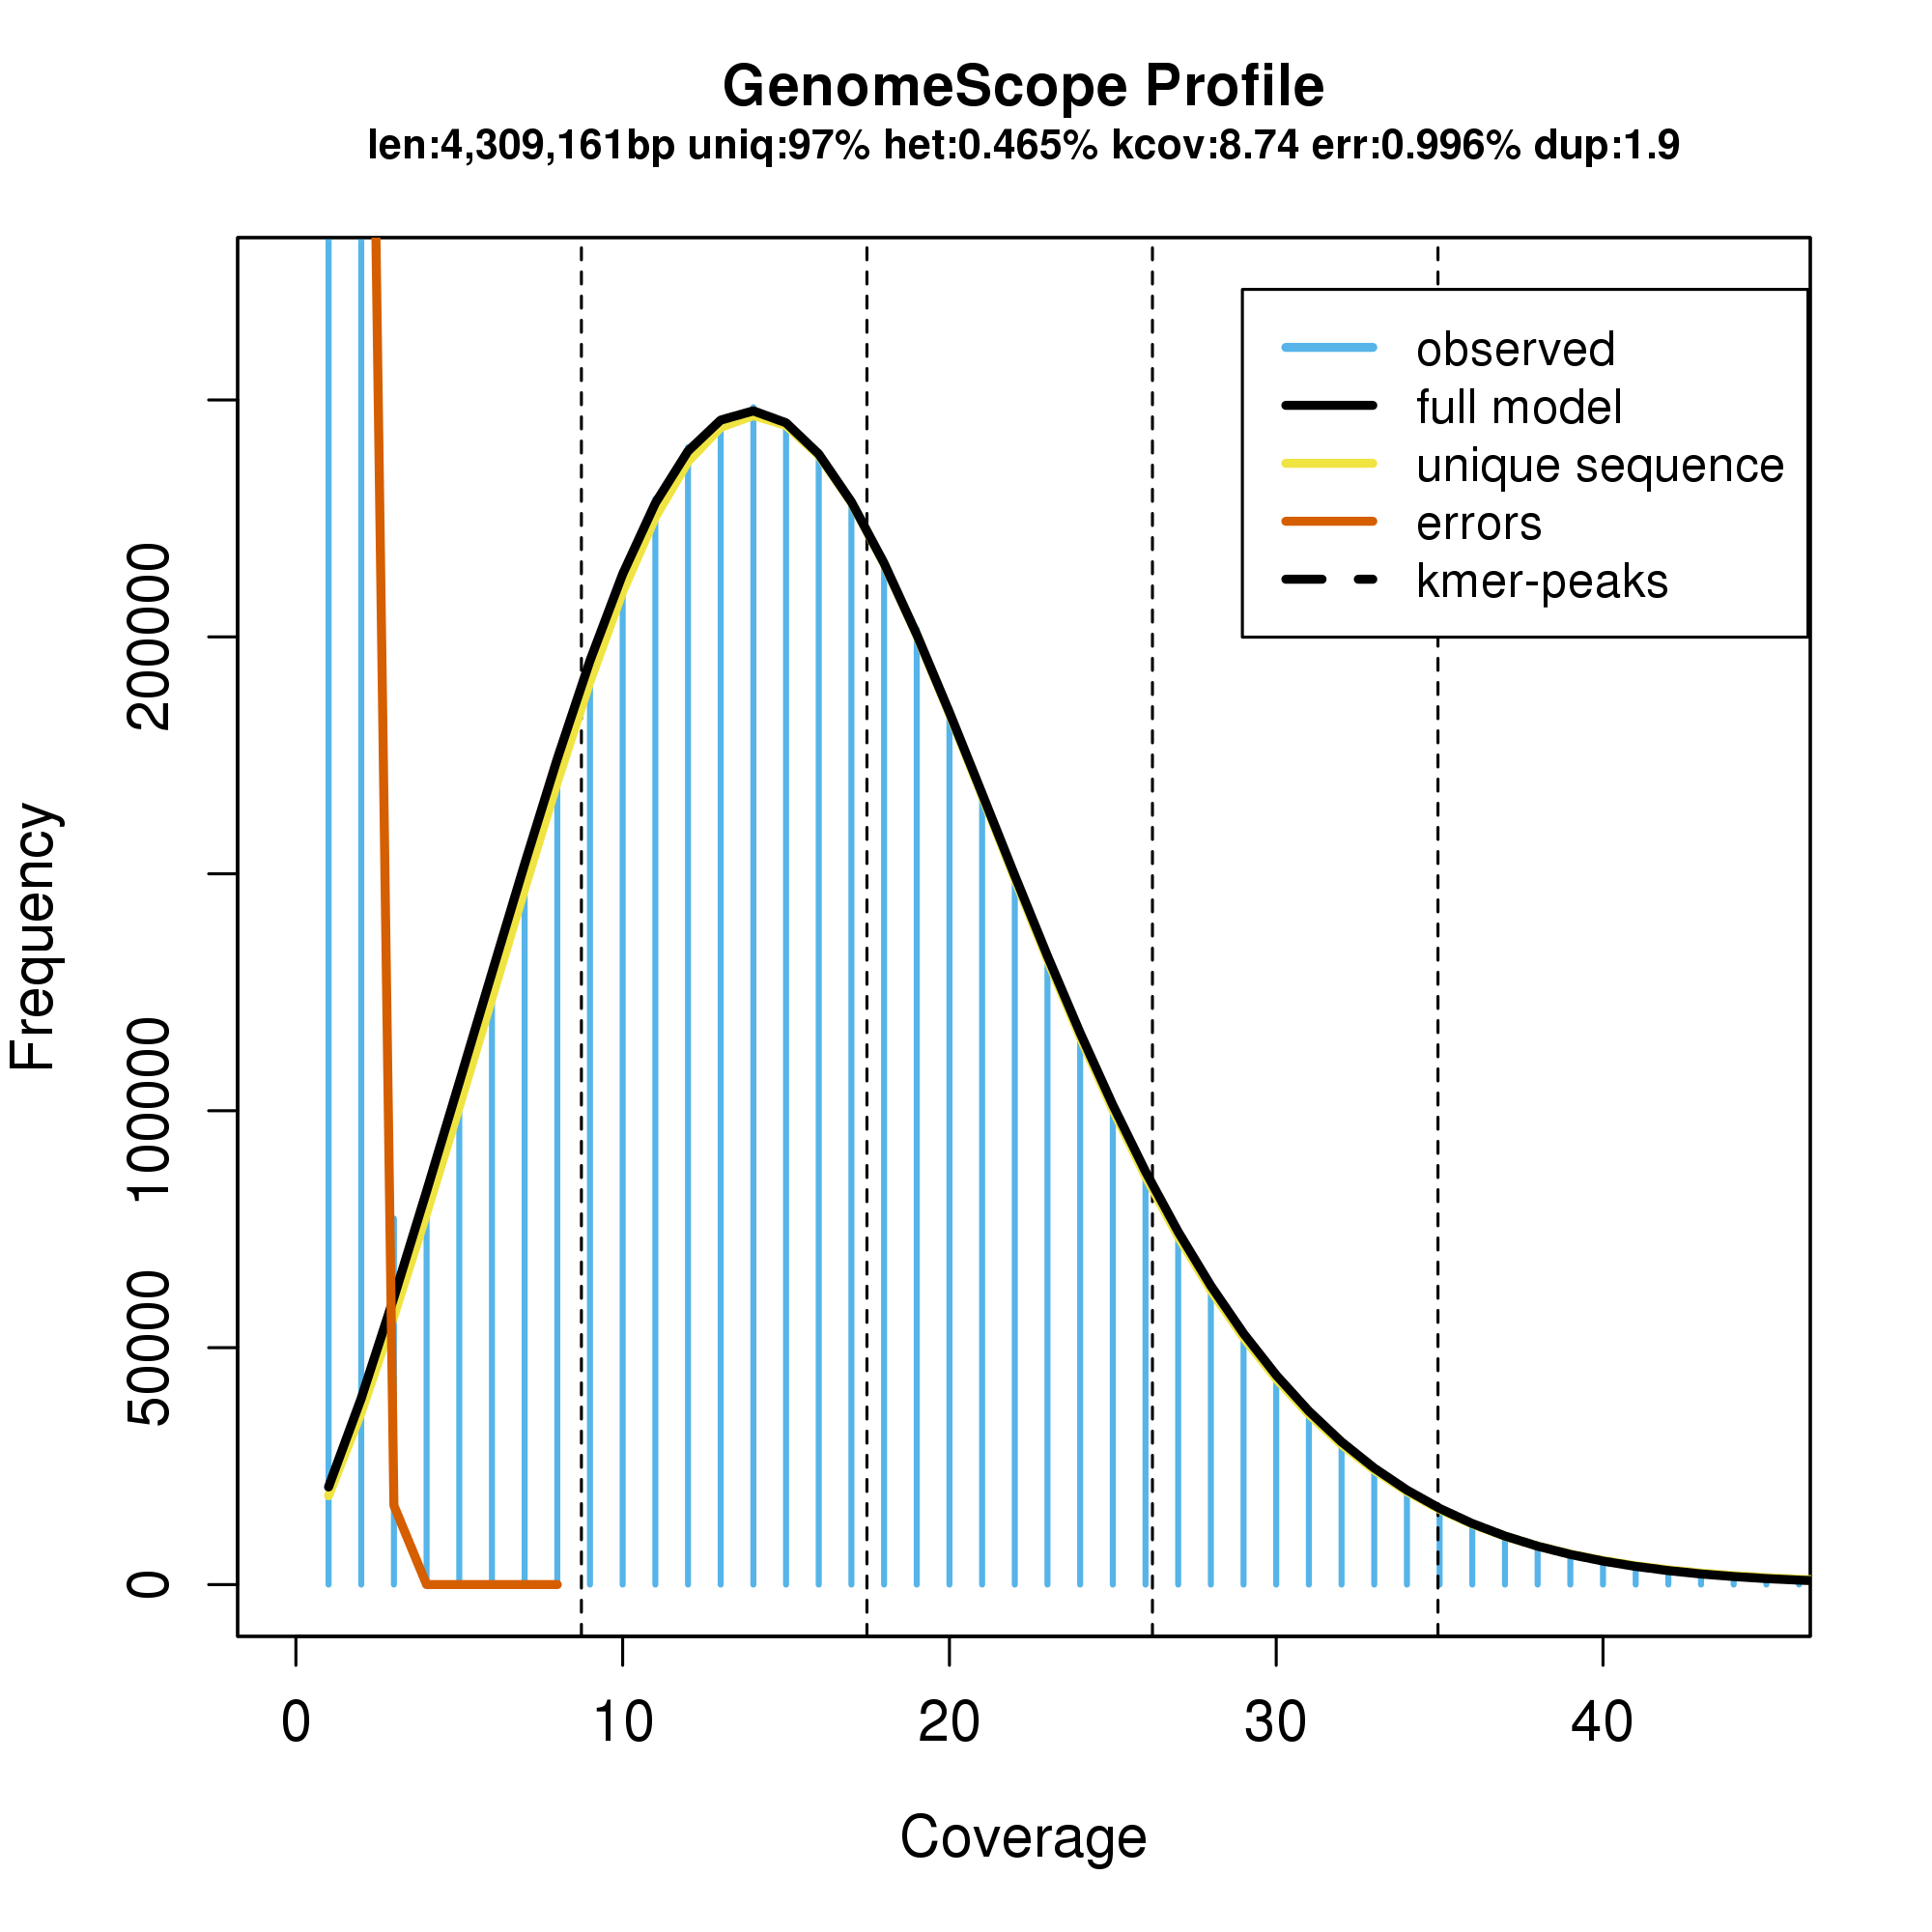 GenomeScope Profile
len:4,309,161bp uniq:97% het:0.465% kcov:8.74 err:0.996% dup:1.9
observed
full model
unique sequence
errors
kmer-peaks
Frequency
200000
100000
50000
0
0 10 20 30 40
Coverage